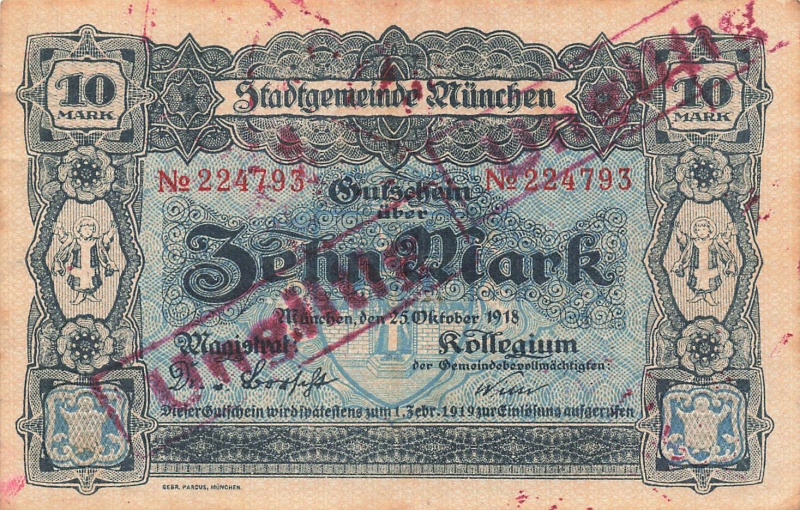 10 MARK
Stadtgemeinde München
10 MARK
№ 224793 № 224793
Gutschein
über
Zehn Mark
München, den 25. Oktober 1918
Magistrat: Kollegium
der Gemeindebevollmächtigten:
Dieser Gutschein wird spätestens zum 1. Febr. 1919 zur Einlösung aufgerufen
GEBR. PARCUS, MÜNCHEN.